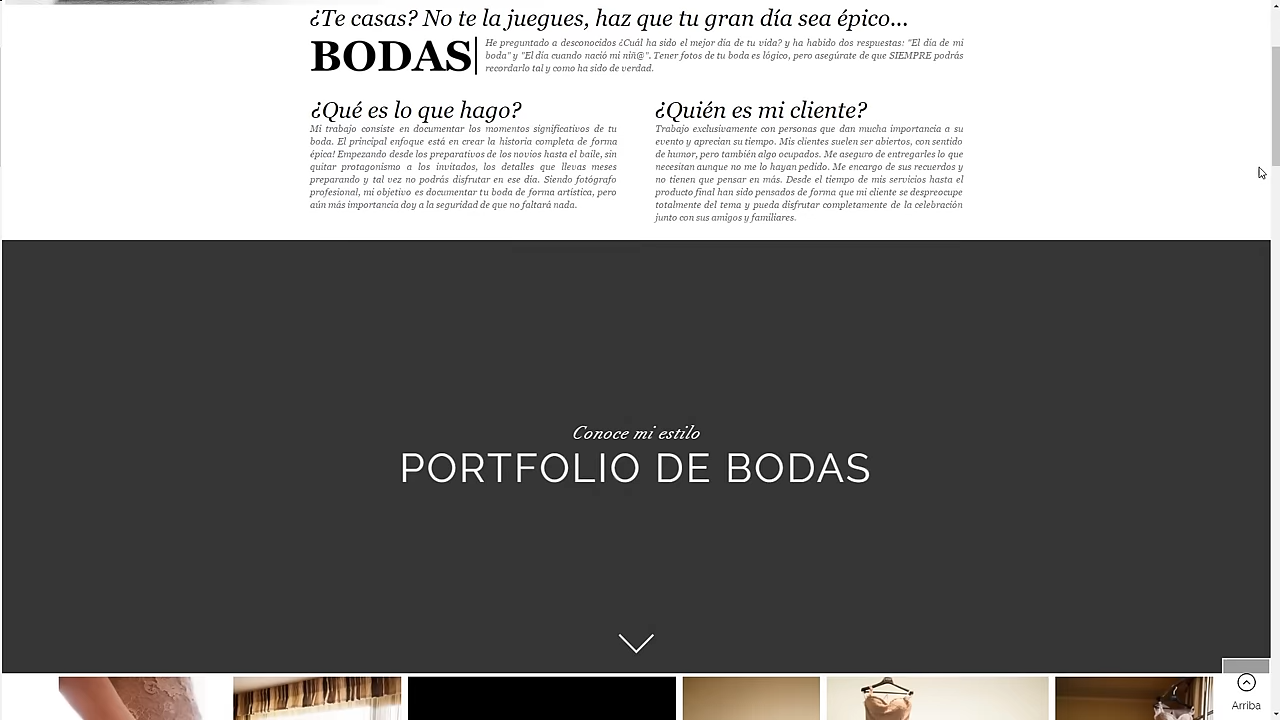 ¿Te casas? No te la juegues, haz que tu gran día sea épico...
BODAS
He preguntado a desconocidos ¿Cuál ha sido el mejor día de tu vida? y ha habido dos respuestas: "El día de mi
boda" y "El día cuando nació mi niñ@". Tener fotos de tu boda es lógico, pero asegúrate de que SIEMPRE podrás
recordarlo tal y como ha sido de verdad.
¿Qué es lo que hago?
Mi trabajo consiste en documentar los momentos significativos de tu
boda. El principal enfoque está en crear la historia completa de forma
épica! Empezando desde los preparativos de los novios hasta el baile, sin
quitar protagonismo a los invitados, los detalles que llevas meses
preparando y tal vez no podrás disfrutar en ese día. Siendo fotógrafo
profesional, mi objetivo es documentar tu boda de forma artística, pero
aún más importancia doy a la seguridad de que no faltará nada.
¿Quién es mi cliente?
Trabajo exclusivamente con personas que dan mucha importancia a su
evento y aprecian su tiempo. Mis clientes suelen ser abiertos, con sentido
de humor, pero también algo ocupados. Me aseguro de entregarles lo que
necesitan aunque no me lo hayan pedido. Me encargo de sus recuerdos y
no tienen que pensar en más. Desde el tiempo de mis servicios hasta el
producto final han sido pensados de forma que mi cliente se despreocupe
totalmente del tema y pueda disfrutar completamente de la celebración
junto con sus amigos y familiares.
Conoce mi estilo
PORTFOLIO DE BODAS
Arriba